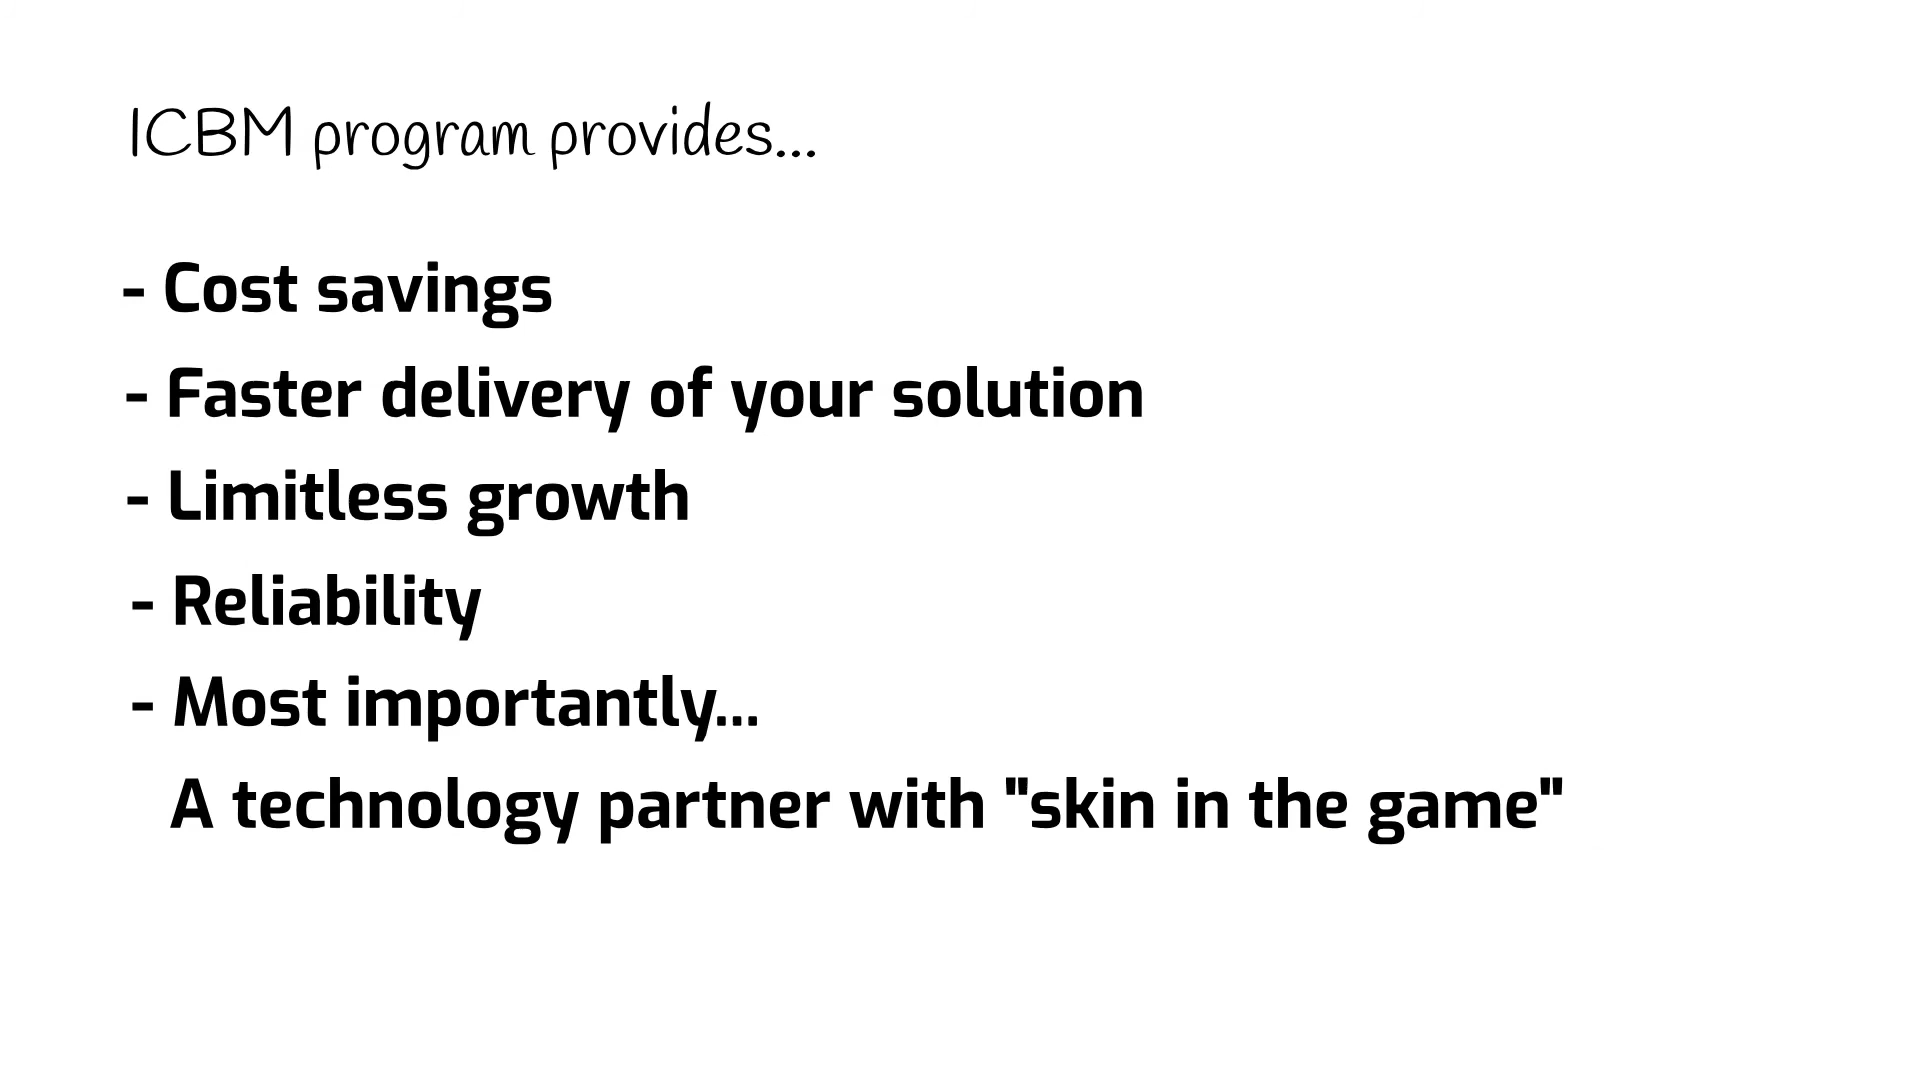 ICBM program provides...
- Cost savings
- Faster delivery of your solution
- Limitless growth
- Reliability
- Most importantly...
A technology partner with "skin in the game"